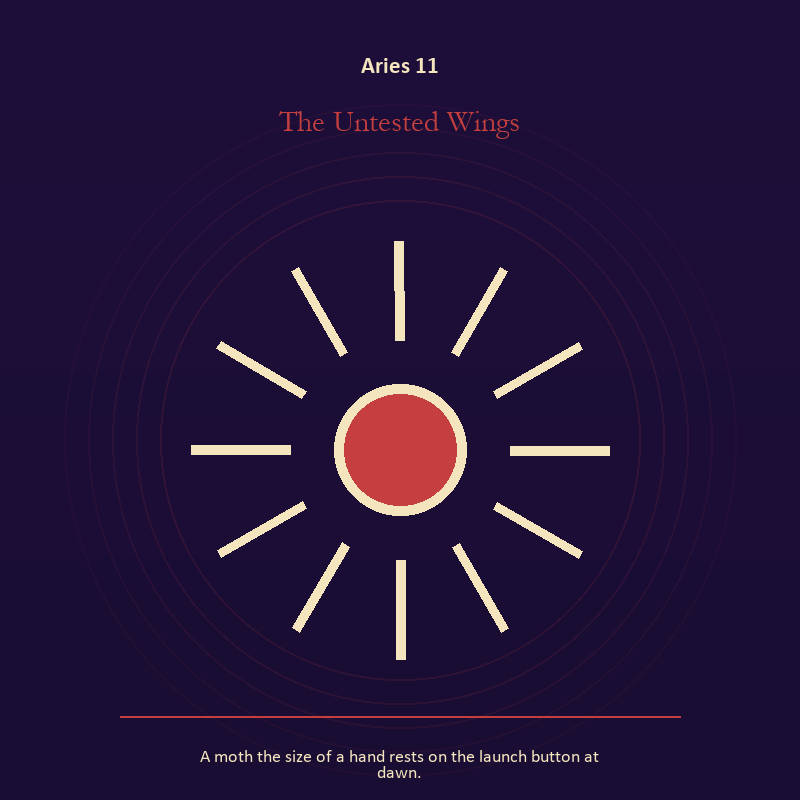 Aries 11
The Untested Wings
A moth the size of a hand rests on the launch button at
dawn.